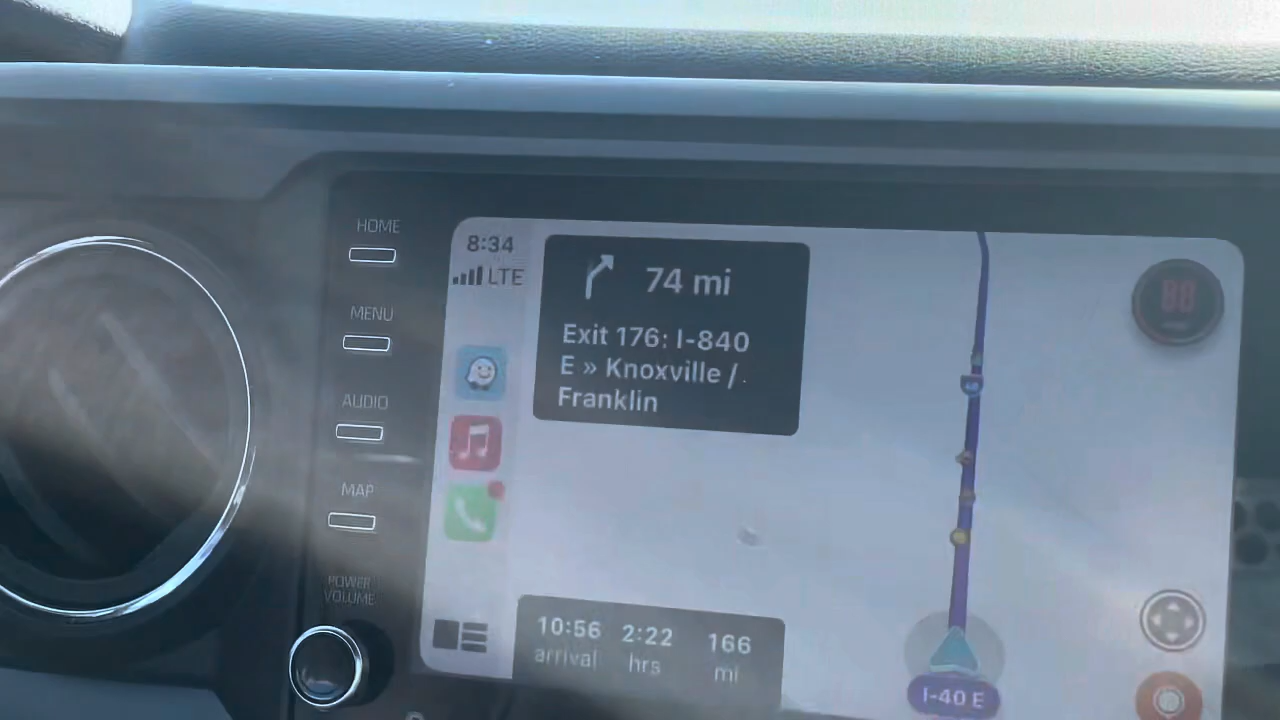 HOME
MENU
AUDIO
MAP
POWER
VOLUME
8:34
LTE
74 mi
Exit 176: I-840
E » Knoxville /
Franklin
88
10:56 2:22 166
arrival hrs mi
I-40 E